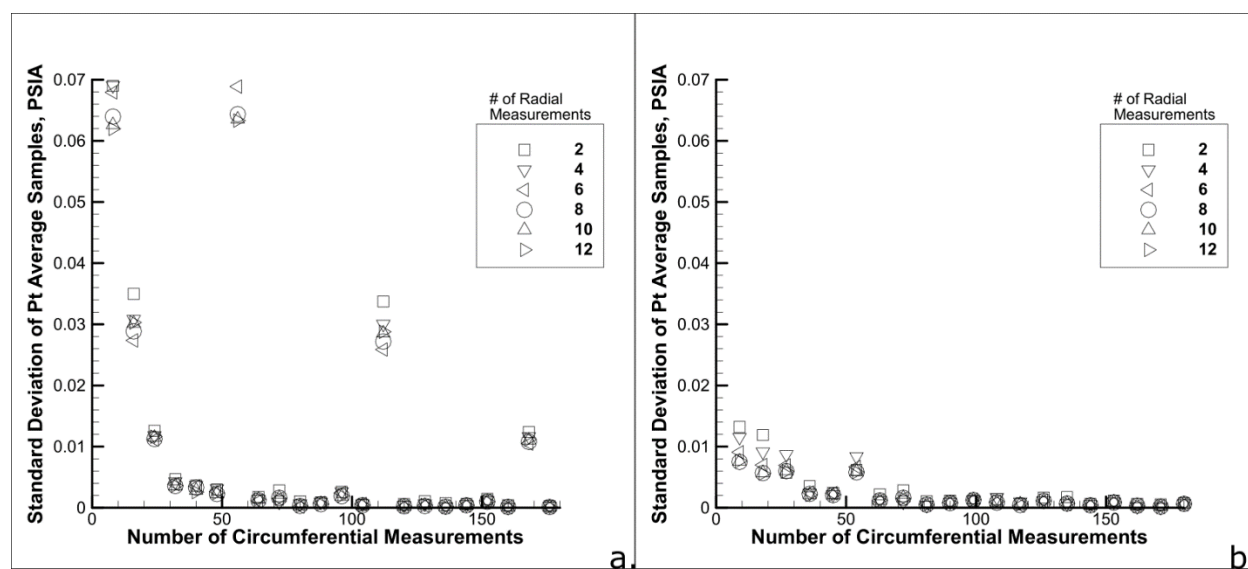 Standard Deviation of Pt Average Samples, PSIA
0.07
0.06
0.05
0.04
0.03
0.02
0.01
0
0 50 100 150
Number of Circumferential Measurements
# of Radial
Measurements
2
4
6
8
10
12
a.
Standard Deviation of Pt Average Samples, PSIA
0.07
0.06
0.05
0.04
0.03
0.02
0.01
0
0 50 100 150
Number of Circumferential Measurements
# of Radial
Measurements
2
4
6
8
10
12
b